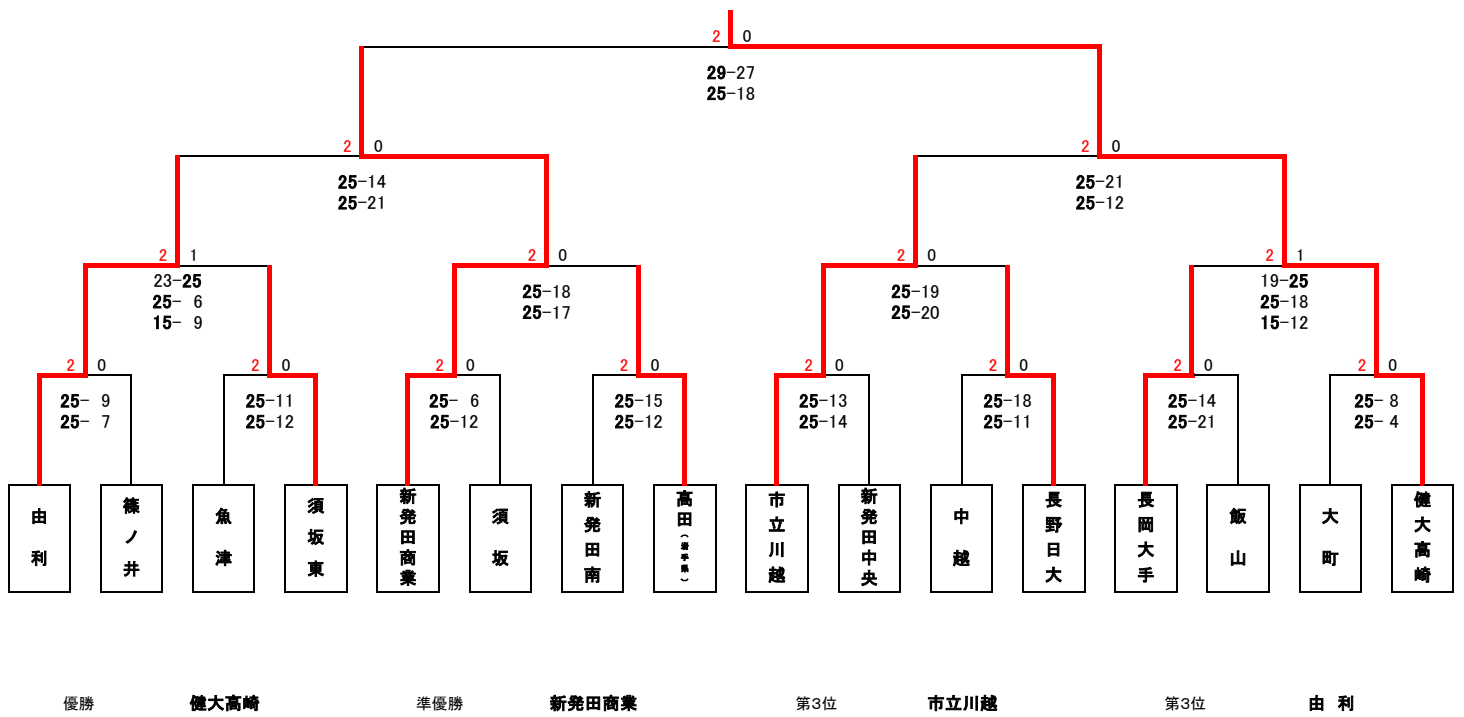 2 0
29-27
25-18
2 0 2 0
25-14 25-21
25-21 25-12
2 1 2 0 2 0 2 1
23-25 25-18 25-19 19-25
25- 6 25-17 25-20 25-18
15- 9 15-12
2 0 2 0 2 0 2 0 2 0 2 0 2 0 2 0
25- 9 25-11 25- 6 25-15 25-13 25-18 25-14 25- 8
25- 7 25-12 25-12 25-12 25-14 25-11 25-21 25- 4
由利
篠ノ井
魚津
須坂東
新発田商業
須坂
新発田南
高田(岩手県)
市立川越
新発田中央
中越
長野日大
長岡大手
飯山
大町
健大高崎
優勝 健大高崎 準優勝 新発田商業 第3位 市立川越 第3位 由 利